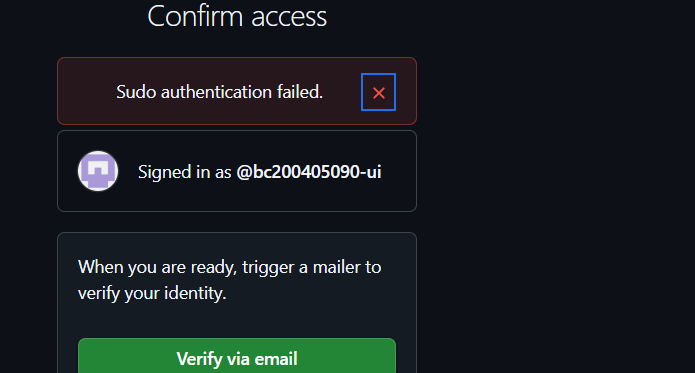 Confirm access
Sudo authentication failed.
Signed in as @bc200405090-ui
When you are ready, trigger a mailer to
verify your identity.
Verify via email